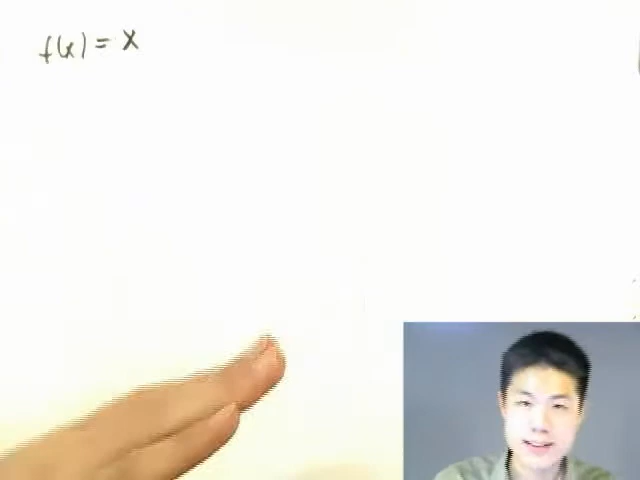 f(x) = x